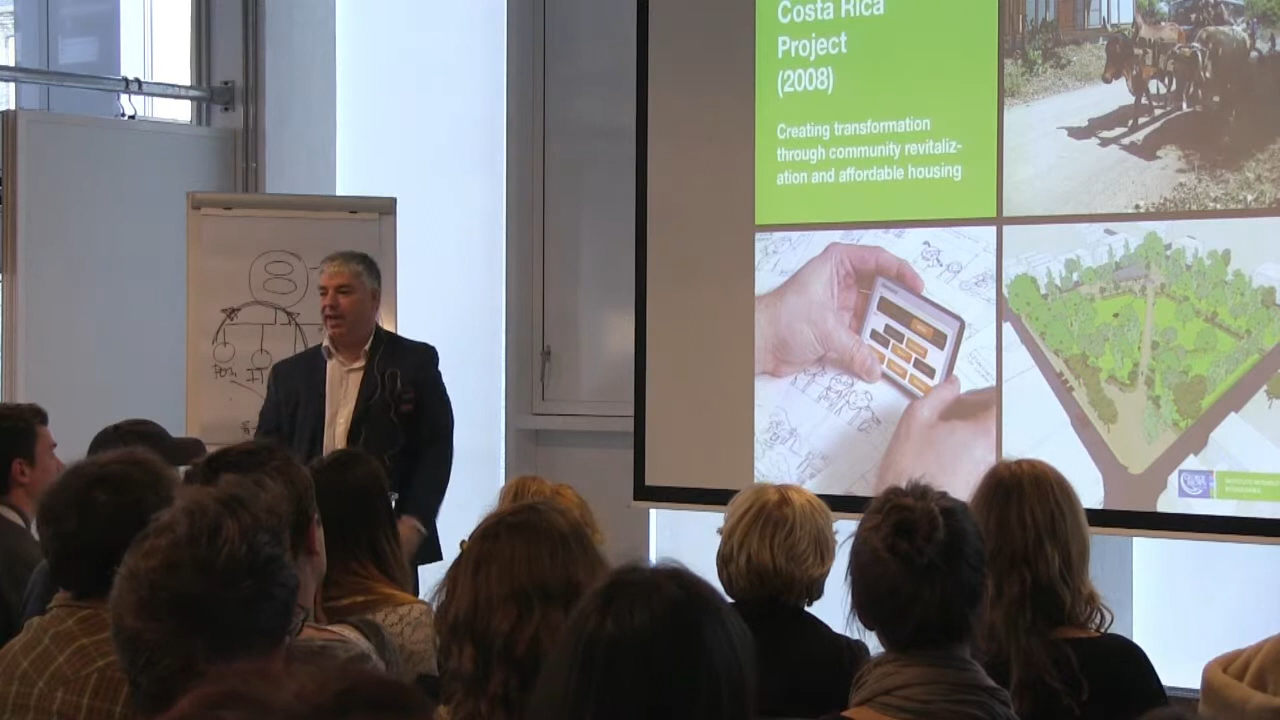 Costa Rica
Project
(2008)
Creating transformation
through community revitaliz-
ation and affordable housing